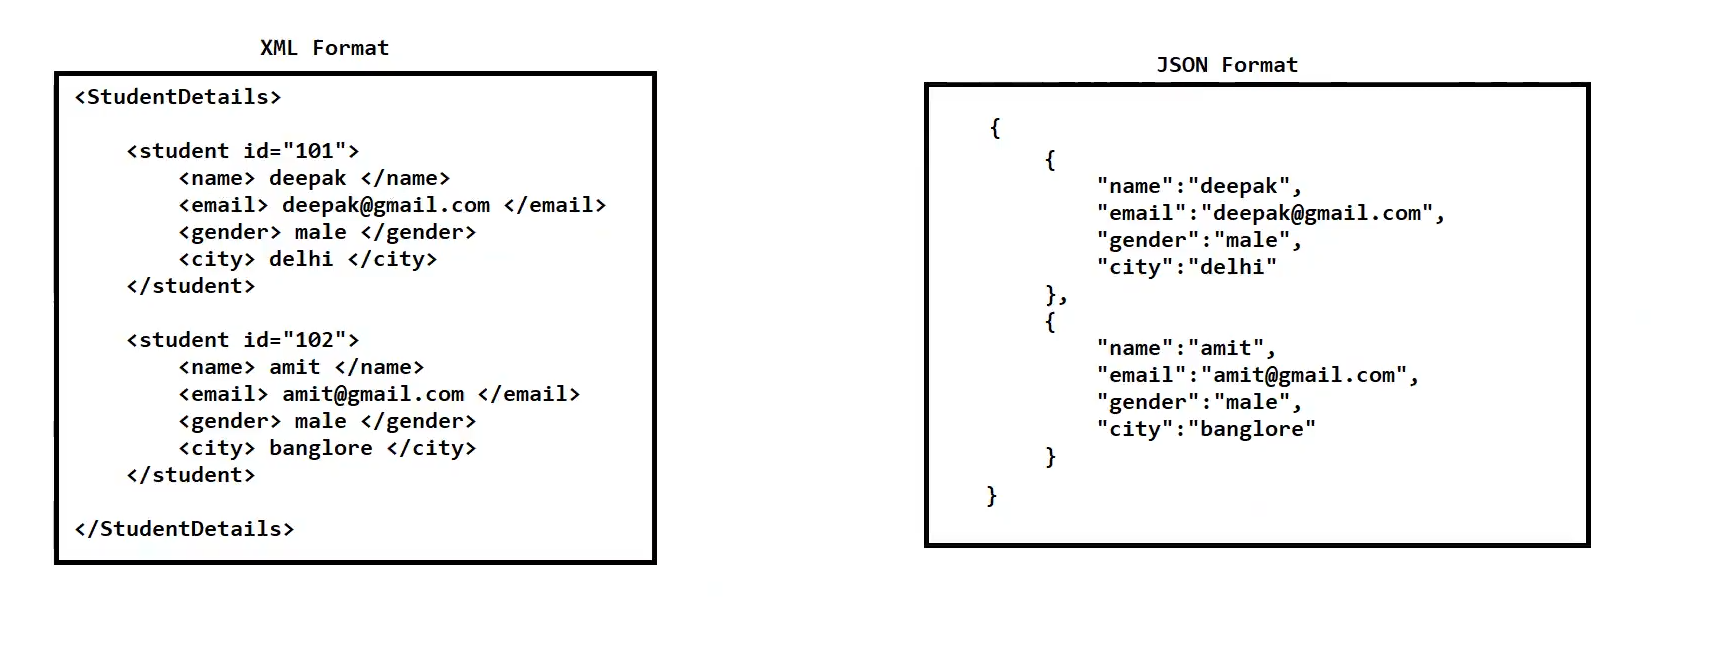 XML Format
<StudentDetails>
<student id="101">
<name> deepak </name>
<email> deepak@gmail.com </email>
<gender> male </gender>
<city> delhi </city>
</student>
<student id="102">
<name> amit </name>
<email> amit@gmail.com </email>
<gender> male </gender>
<city> banglore </city>
</student>
</StudentDetails>
JSON Format
{
{
"name":"deepak",
"email":"deepak@gmail.com",
"gender":"male",
"city":"delhi"
},
{
"name":"amit",
"email":"amit@gmail.com",
"gender":"male",
"city":"banglore"
}
}